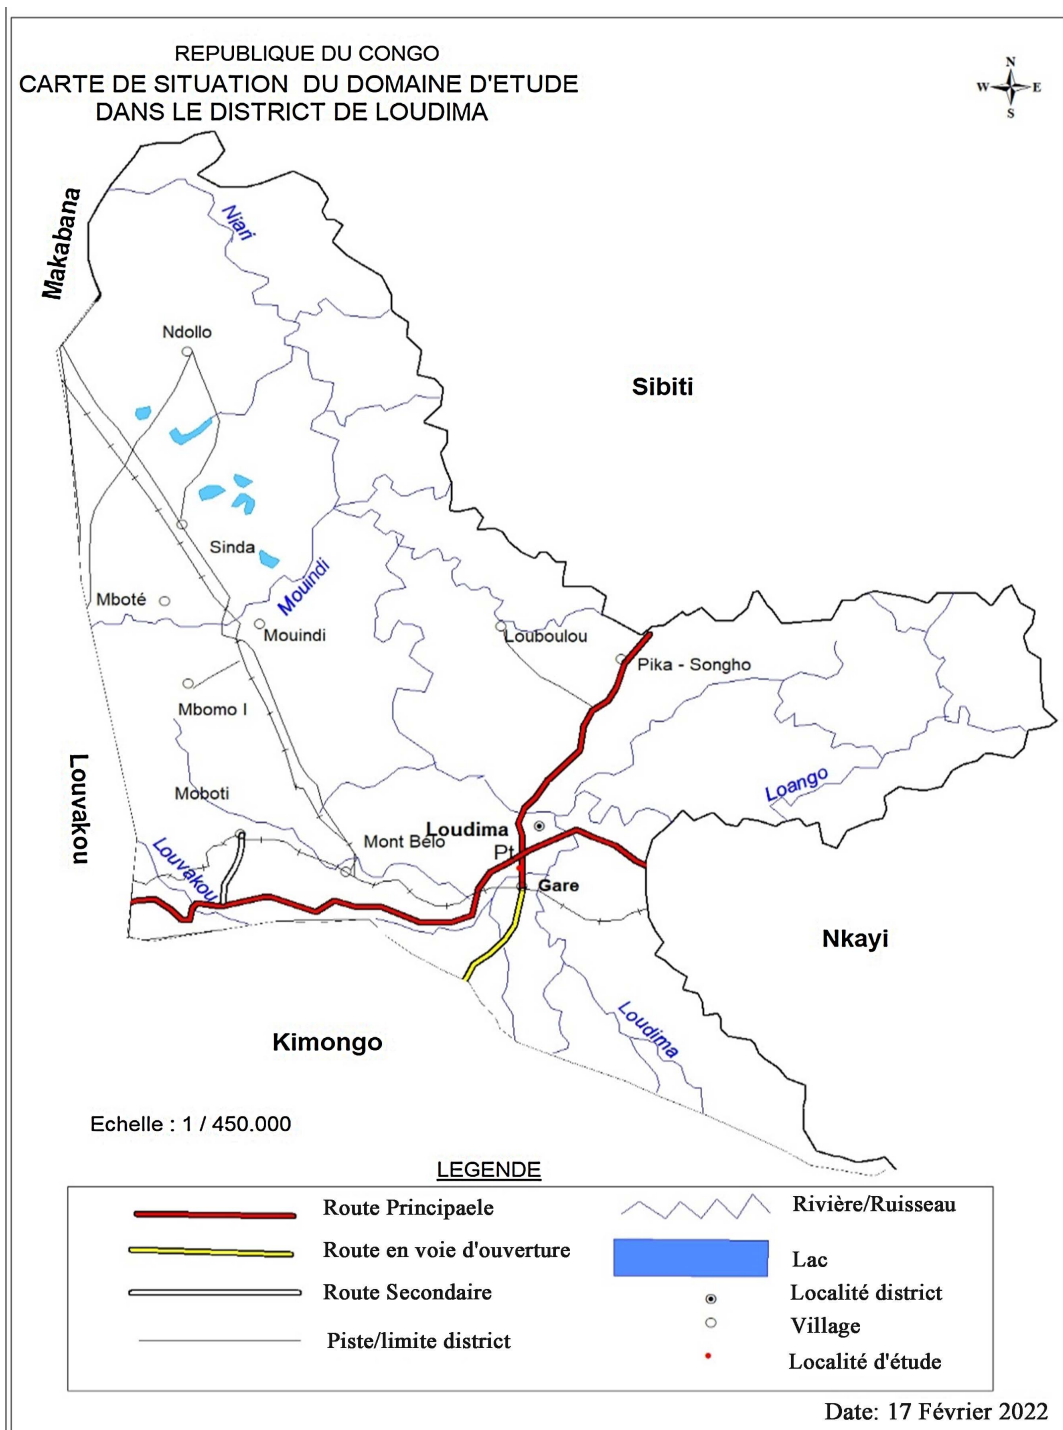 REPUBLIQUE DU CONGO
CARTE DE SITUATION DU DOMAINE D'ETUDE
DANS LE DISTRICT DE LOUDIMA
N
W E
S
Makabana
Niari
Ndollo
Sibiti
Sinda
Mouindi
Mboté
Mouindi
Louboulou
Pika - Songho
Mbomo I
Louvakou
Moboti
Loango
Loudima
Mont Bélo
Pt
Louvakou
Gare
Nkayi
Loudima
Kimongo
Echelle : 1 / 450.000
LEGENDE
Route Principaele
Route en voie d'ouverture
Route Secondaire
Piste/limite district
Rivière/Ruisseau
Lac
Localité district
Village
Localité d'étude
Date: 17 Février 2022